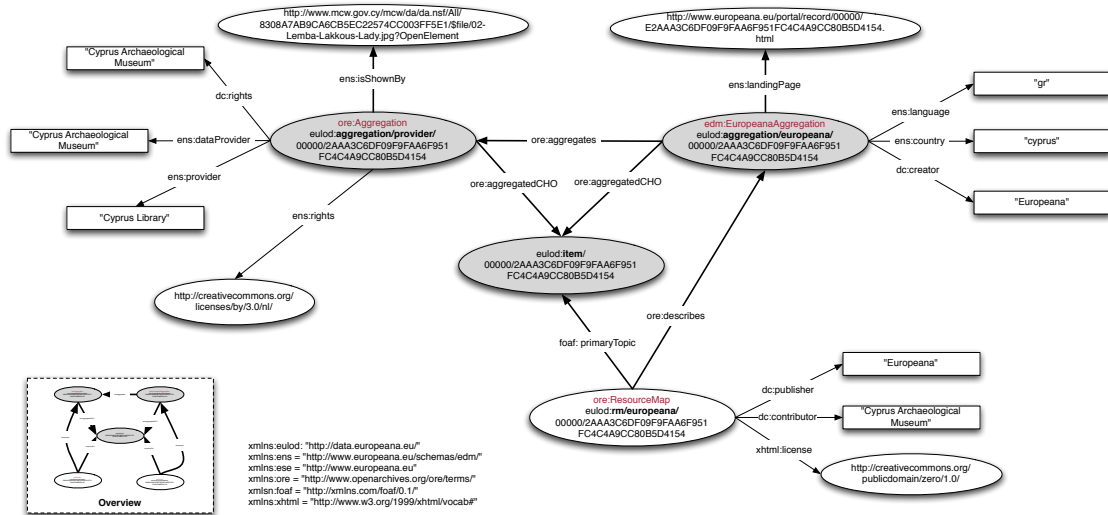 http://www.mcw.gov.cy/mcw/da/da.nsf/All/
8308A7AB9CA6CB5EC22574CC003FF5E1/$file/02-
Lemba-Lakkous-Lady.jpg?OpenElement
http://www.europeana.eu/portal/record/00000/
E2AAA3C6DF09F9FAA6F951FC4C4A9CC80B5D4154.
html
"Cyprus Archaeological
Museum"
ens:isShownBy
ens:landingPage
"gr"
dc:rights
ens:language
ore:Aggregation
eulod:aggregation/provider/
00000/2AAA3C6DF09F9FAA6F951
FC4C4A9CC80B5D4154
edm:EuropeanaAggregation
eulod:aggregation/europeana/
00000/2AAA3C6DF09F9FAA6F951
FC4C4A9CC80B5D4154
"Cyprus Archaeological
Museum"
ens:dataProvider
ore:aggregates
ens:country
"cyprus"
ens:provider
ore:aggregatedCHO
ore:aggregatedCHO
dc:creator
"Cyprus Library"
ens:rights
"Europeana"
eulod:item/
00000/2AAA3C6DF09F9FAA6F951
FC4C4A9CC80B5D4154
http://creativecommons.org/
licenses/by/3.0/nl/
ore:describes
foaf: primaryTopic
"Europeana"
dc:publisher
ore:ResourceMap
eulod:rm/europeana/
00000/2AAA3C6DF09F9FAA6F951
FC4C4A9CC80B5D4154
dc:contributor
"Cyprus Archaeological
Museum"
xhtml:license
http://creativecommons.org/
publicdomain/zero/1.0/
Overview
xmlns:eulod: "http://data.europeana.eu/"
xmlns:ens = "http://www.europeana.eu/schemas/edm/"
xmlns:ese = "http://www.europeana.eu"
xmlns:ore = "http://www.openarchives.org/ore/terms/"
xmlsn:foaf = "http://xmlns.com/foaf/0.1/"
xmlns:xhtml = "http://www.w3.org/1999/xhtml/vocab#"